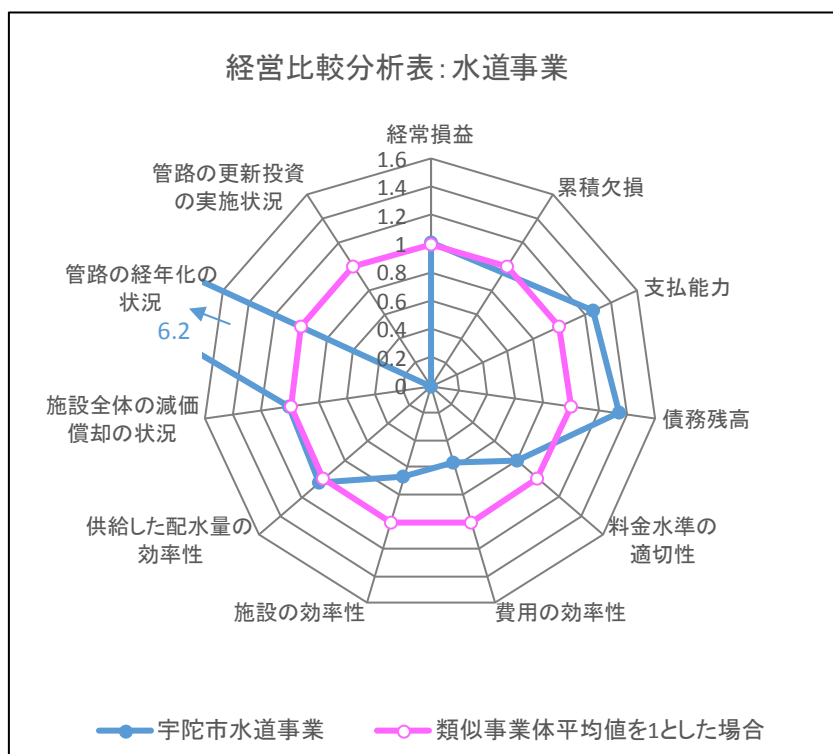 経営比較分析表：水道事業
経常損益
累積欠損
支払能力
債務残高
料金水準の
適切性
費用の効率性
施設の効率性
供給した配水量の
効率性
施設全体の減価
償却の状況
管路の経年化の
状況
6.2
管路の更新投資
の実施状況
1.6
1.4
1.2
1
0.8
0.6
0.4
0.2
0
宇陀市水道事業
類似事業体平均値を1とした場合